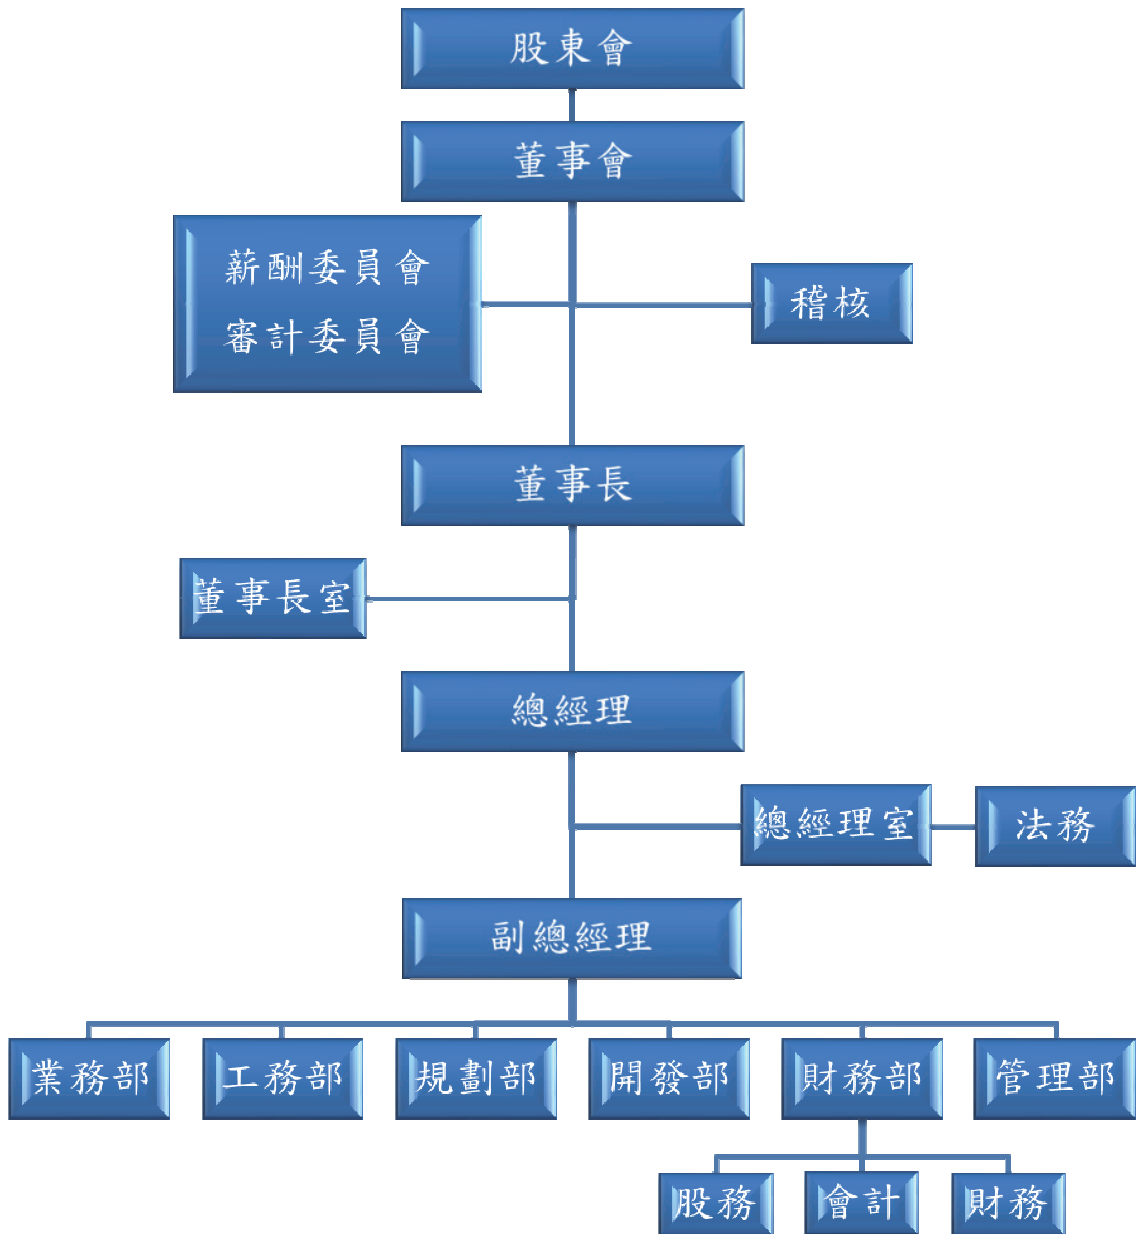 股東會
董事會
薪酬委員會
審計委員會
稽核
董事長
董事長室
總經理
總經理室
法務
副總經理
業務部
工務部
規劃部
開發部
財務部
管理部
股務
會計
財務